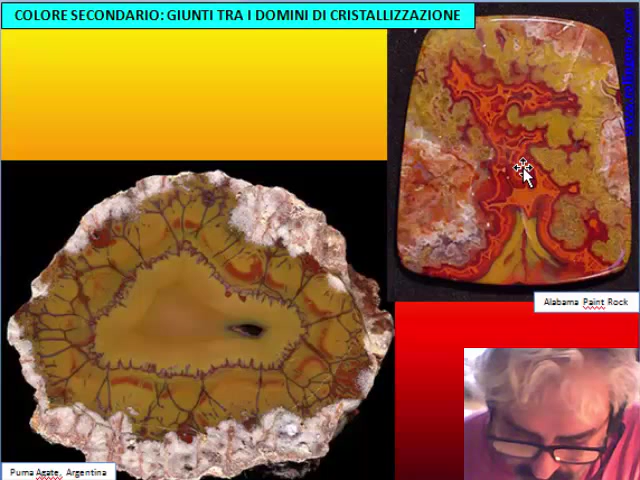 COLORE SECONDARIO: GIUNTI TRA I DOMINI DI CRISTALLIZZAZIONE
Alabama Paint Rock
Puma Agate, Argentina